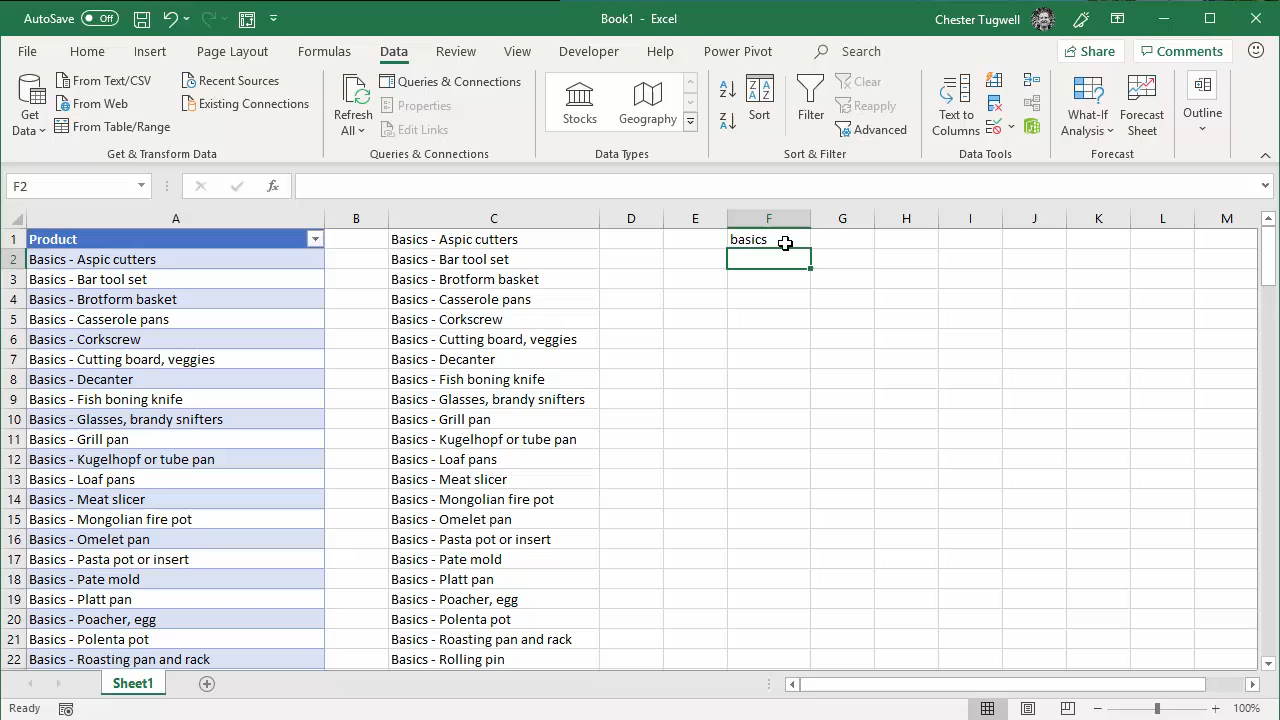 AutoSave Off
Book1 - Excel
Chester Tugwell
File Home Insert Page Layout Formulas Data Review View Developer Help Power Pivot Search Share Comments
Get Data
From Text/CSV
From Web
From Table/Range
Recent Sources
Existing Connections
Get & Transform Data
Refresh All
Queries & Connections
Properties
Edit Links
Queries & Connections
Stocks
Geography
Data Types
Sort
Filter
Clear
Reapply
Advanced
Sort & Filter
Text to Columns
Data Tools
What-If Analysis
Forecast Sheet
Forecast
Outline
F2
fx
A B C D E F G H I J K L M
1 Product Basics - Aspic cutters basics
2 Basics - Aspic cutters Basics - Bar tool set
3 Basics - Bar tool set Basics - Brotform basket
4 Basics - Brotform basket Basics - Casserole pans
5 Basics - Casserole pans Basics - Corkscrew
6 Basics - Corkscrew Basics - Cutting board, veggies
7 Basics - Cutting board, veggies Basics - Decanter
8 Basics - Decanter Basics - Fish boning knife
9 Basics - Fish boning knife Basics - Glasses, brandy snifters
10 Basics - Glasses, brandy snifters Basics - Grill pan
11 Basics - Grill pan Basics - Kugelhopf or tube pan
12 Basics - Kugelhopf or tube pan Basics - Loaf pans
13 Basics - Loaf pans Basics - Meat slicer
14 Basics - Meat slicer Basics - Mongolian fire pot
15 Basics - Mongolian fire pot Basics - Omelet pan
16 Basics - Omelet pan Basics - Pasta pot or insert
17 Basics - Pasta pot or insert Basics - Pate mold
18 Basics - Pate mold Basics - Platt pan
19 Basics - Platt pan Basics - Poacher, egg
20 Basics - Poacher, egg Basics - Polenta pot
21 Basics - Polenta pot Basics - Roasting pan and rack
22 Basics - Roasting pan and rack Basics - Rolling pin
Sheet1
Ready
100%